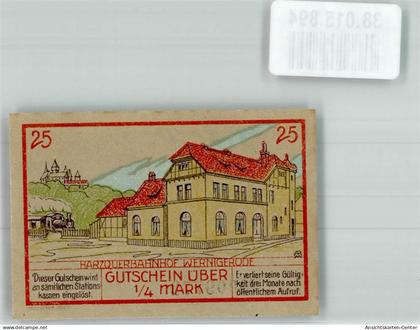 38.015.894
25
25
HARZQUERBAHNHOF WERNIGERODE
Dieser Gutschein wird
an sämtlichen Stations
kassen eingelöst.
GUTSCHEIN ÜBER
1/4 MARK
Er verliert seine Gültig-
keit drei Monate nach
öffentlichem Aufruf.
Ansichtskarten-Center